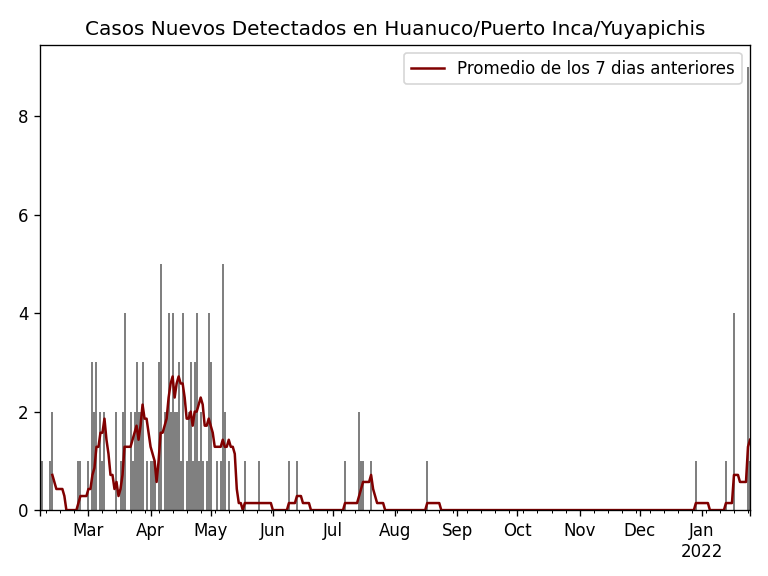 Casos Nuevos Detectados en Huanuco/Puerto Inca/Yuyapichis
Promedio de los 7 dias anteriores
8
6
4
2
0
Mar Apr May Jun Jul Aug Sep Oct Nov Dec Jan
2022